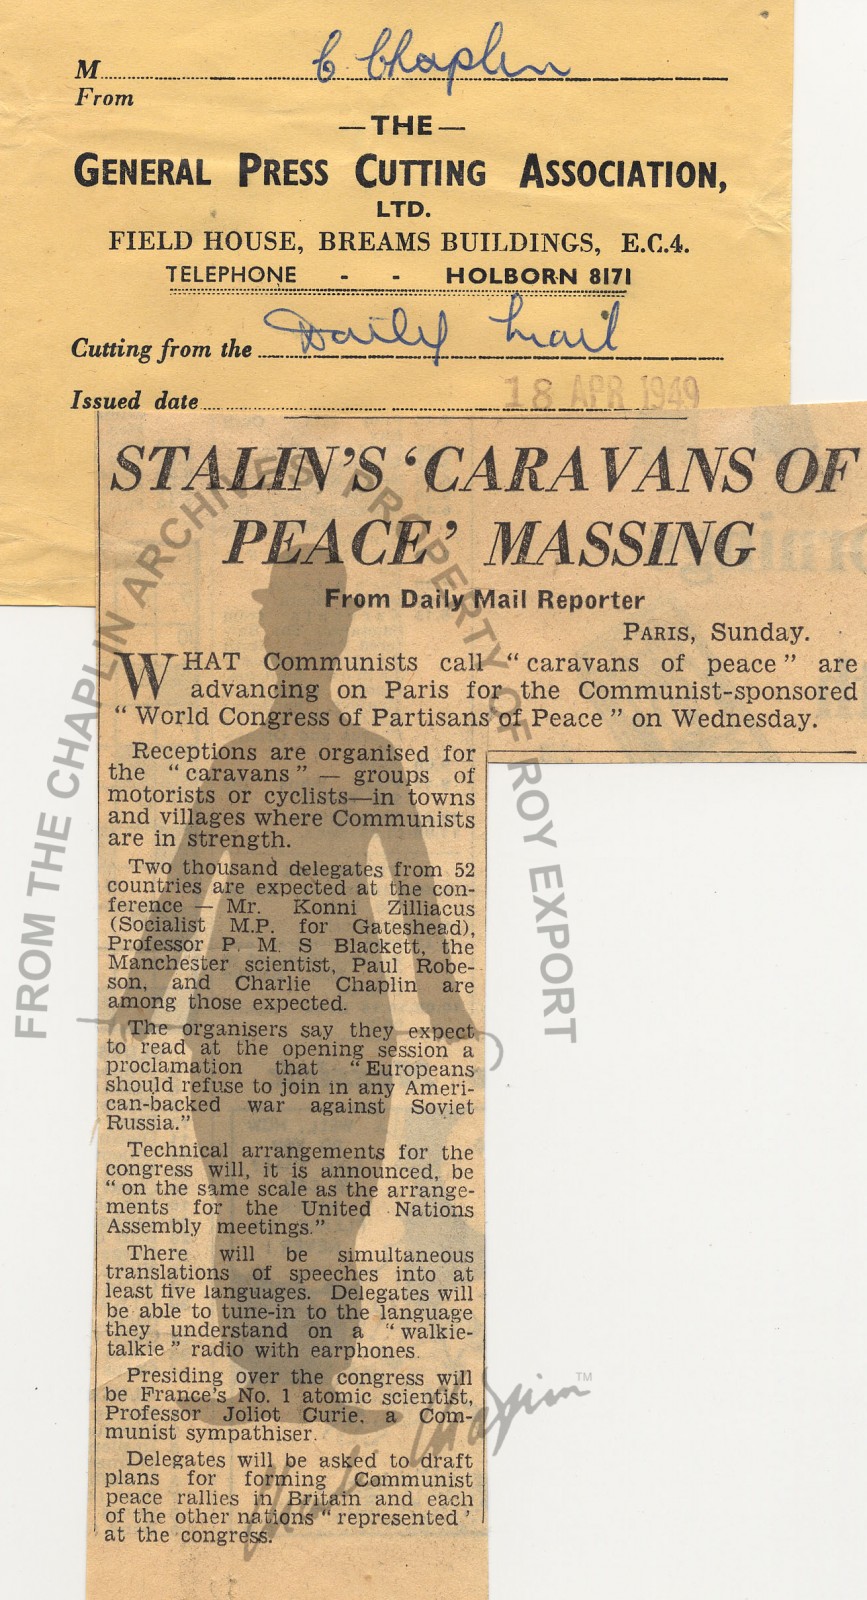 M C Chaplin
From
—THE—
GENERAL PRESS CUTTING ASSOCIATION,
LTD.
FIELD HOUSE, BREAMS BUILDINGS, E.C.4.
TELEPHONE - - HOLBORN 8171
Cutting from the Daily Mail
Issued date 18 APR 1949
STALIN'S 'CARAVANS OF
PEACE' MASSING
From Daily Mail Reporter
PARIS, Sunday.
WHAT Communists call "caravans of peace" are
advancing on Paris for the Communist-sponsored
"World Congress of Partisans of Peace" on Wednesday.
Receptions are organised for
the "caravans" — groups of
motorists or cyclists—in towns
and villages where Communists
are in strength.
Two thousand delegates from 52
countries are expected at the con-
ference — Mr. Konni Zilliacus
(Socialist M.P. for Gateshead),
Professor P. M. S Blackett, the
Manchester scientist, Paul Robe-
son, and Charlie Chaplin are
among those expected.
The organisers say they expect
to read at the opening session a
proclamation that "Europeans
should refuse to join in any Ameri-
can-backed war against Soviet
Russia."
Technical arrangements for the
congress will, it is announced, be
"on the same scale as the arrange-
ments for the United Nations
Assembly meetings."
There will be simultaneous
translations of speeches into at
least five languages. Delegates will
be able to tune-in to the language
they understand on a "walkie-
talkie" radio with earphones.
Presiding over the congress will
be France's No. 1 atomic scientist,
Professor Joliot Curie, a Com-
munist sympathiser.
Delegates will be asked to draft
plans for forming Communist
peace rallies in Britain and each
of the other nations "represented'
at the congress.
FROM THE CHAPLIN ARCHIVES, PROPERTY OF ROY EXPORT
Charlie Chaplin TM